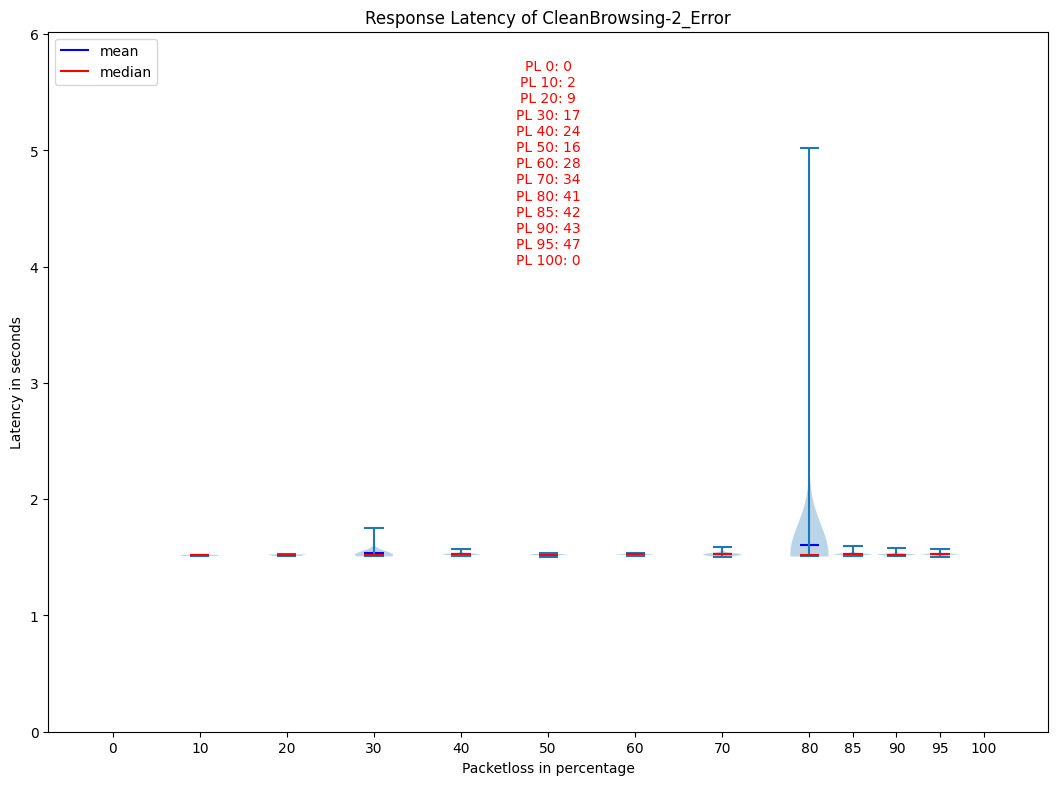 Response Latency of CleanBrowsing-2_Error
mean
median
PL 0: 0
PL 10: 2
PL 20: 9
PL 30: 17
PL 40: 24
PL 50: 16
PL 60: 28
PL 70: 34
PL 80: 41
PL 85: 42
PL 90: 43
PL 95: 47
PL 100: 0
Latency in seconds
6
5
4
3
2
1
0
0 10 20 30 40 50 60 70 80 85 90 95 100
Packetloss in percentage